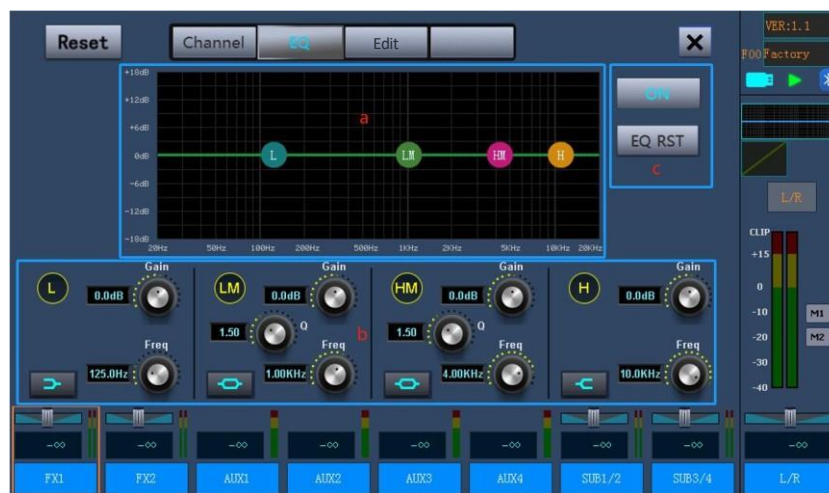 Reset
Channel
EQ
Edit
VER:1.1
F00 Factory
+18dB
+12dB
+6dB
0dB
-6dB
-12dB
-18dB
a
L
LM
HM
H
20Hz 50Hz 100Hz 200Hz 500Hz 1KHz 2KHz 5KHz 10KHz 20KHz
ON
EQ RST
c
L/R
CLIP
+15
0
-10
-20
-30
-40
M1
M2
L
Gain
0.0dB
Freq
125.0Hz
LM
Gain
0.0dB
1.50
Q
Freq
1.00KHz
b
HM
Gain
0.0dB
1.50
Q
Freq
4.00KHz
H
Gain
0.0dB
Freq
10.0KHz
-∞ -∞ -∞ -∞ -∞ -∞ -∞ -∞ -∞
FX1 FX2 AUX1 AUX2 AUX3 AUX4 SUB1/2 SUB3/4 L/R